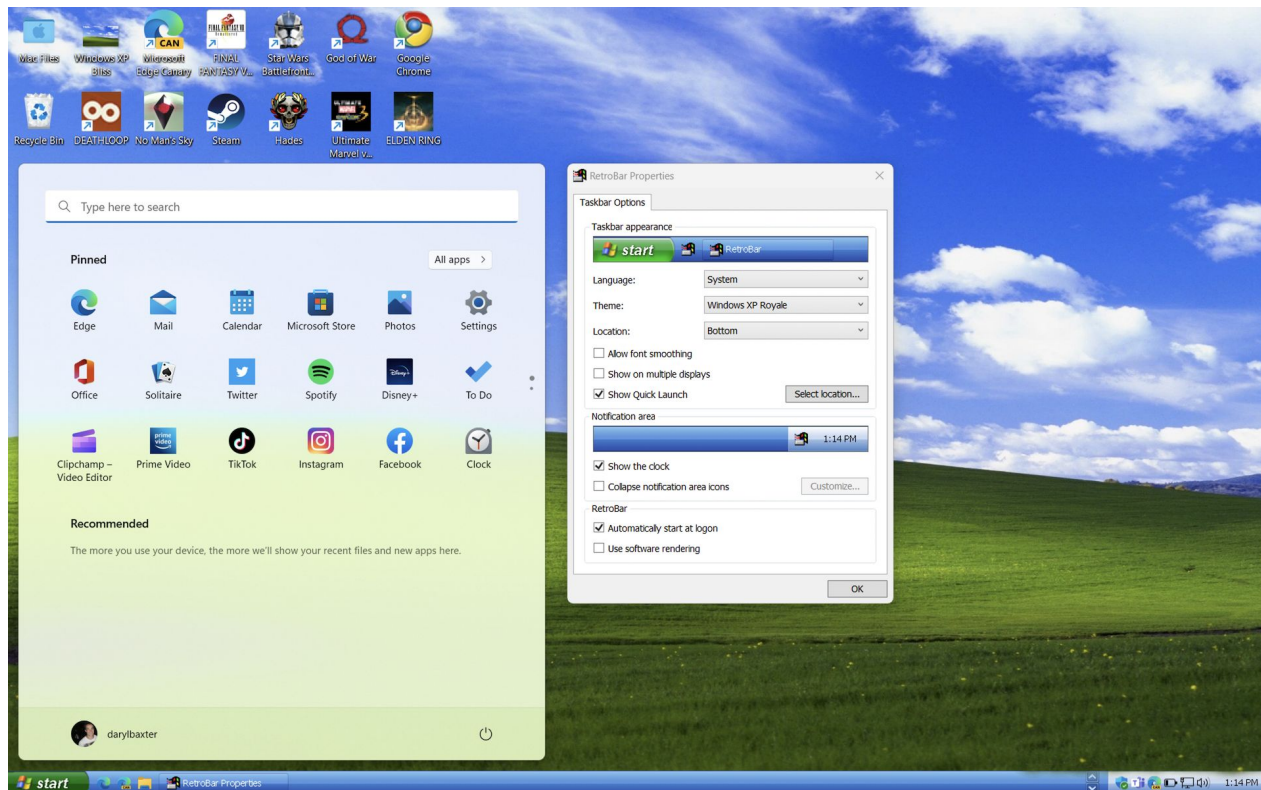 Mac Files
Windows XP
Bliss
Microsoft
Edge Canary
CAN
FINAL
FANTASY V...
Star Wars
Battlefront...
God of War
Google
Chrome
Recycle Bin
DEATHLOOP
No Man's Sky
Steam
Hades
Ultimate
Marvel v...
ELDEN RING
Type here to search
Pinned
All apps >
Edge
Mail
Calendar
Microsoft Store
Photos
Settings
Office
Solitaire
Twitter
Spotify
Disney+
To Do
Clipchamp –
Video Editor
prime
video
Prime Video
TikTok
Instagram
Facebook
Clock
Recommended
The more you use your device, the more we'll show your recent files and new apps here.
darylbaxter
RetroBar Properties
Taskbar Options
Taskbar appearance
start
RetroBar
Language:
System
Theme:
Windows XP Royale
Location:
Bottom
Allow font smoothing
Show on multiple displays
Show Quick Launch
Select location...
Notification area
1:14 PM
Show the clock
Collapse notification area icons
Customize...
RetroBar
Automatically start at logon
Use software rendering
OK
start
RetroBar Properties
1:14 PM